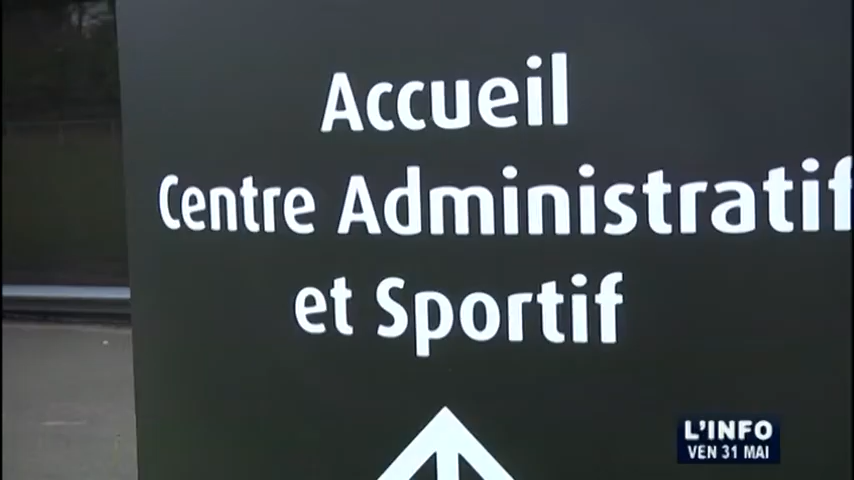 Accueil
Centre Administratif
et Sportif
L'INFO
VEN 31 MAI